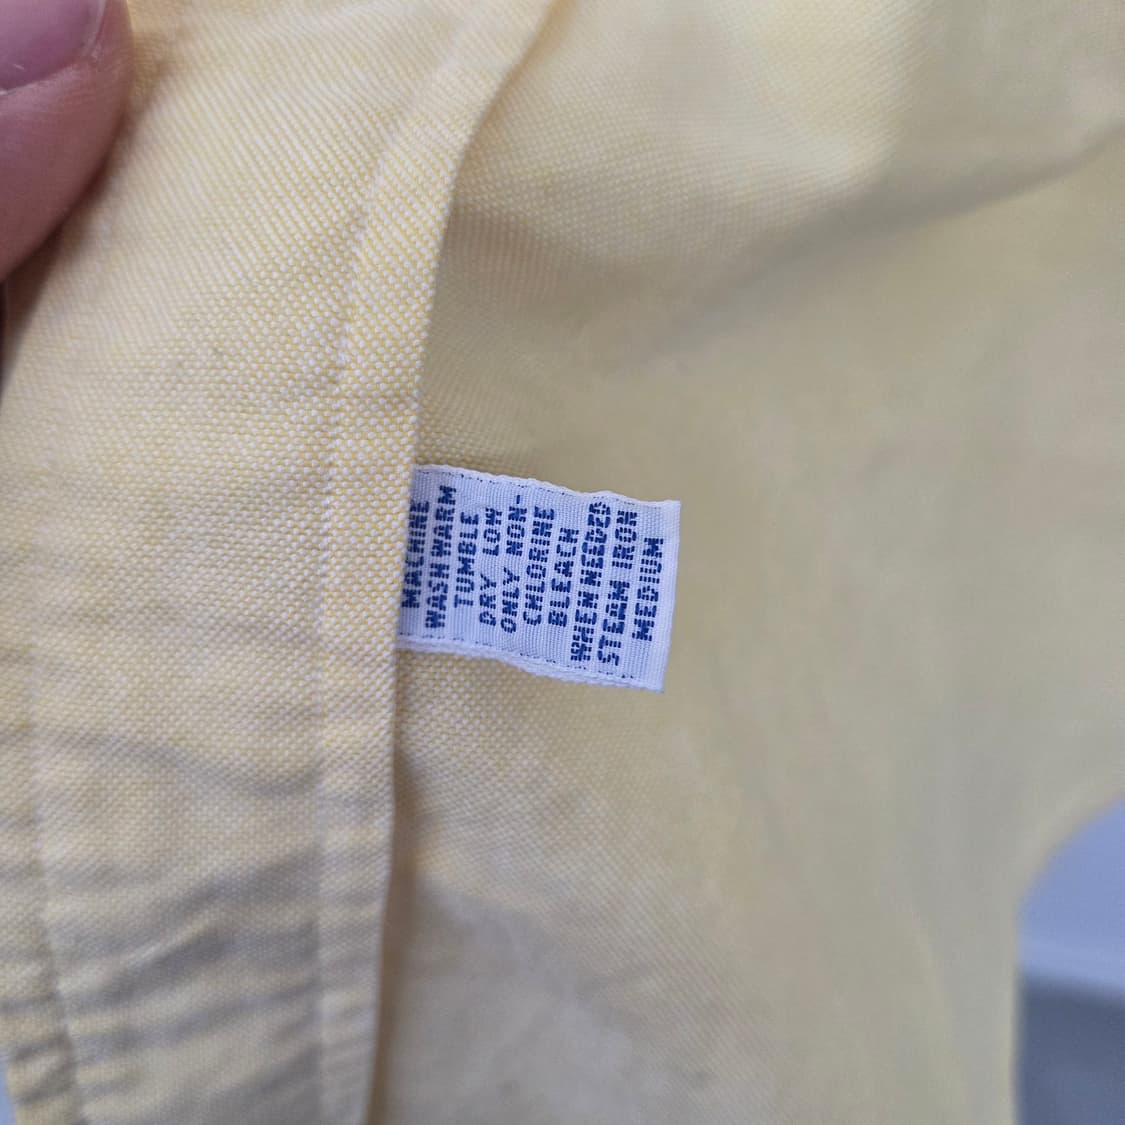 MACHINE
WASH WARM
TUMBLE
DRY LOW
ONLY NON-
CHLORINE
BLEACH
WHEN NEEDED
STEAM IRON
MEDIUM